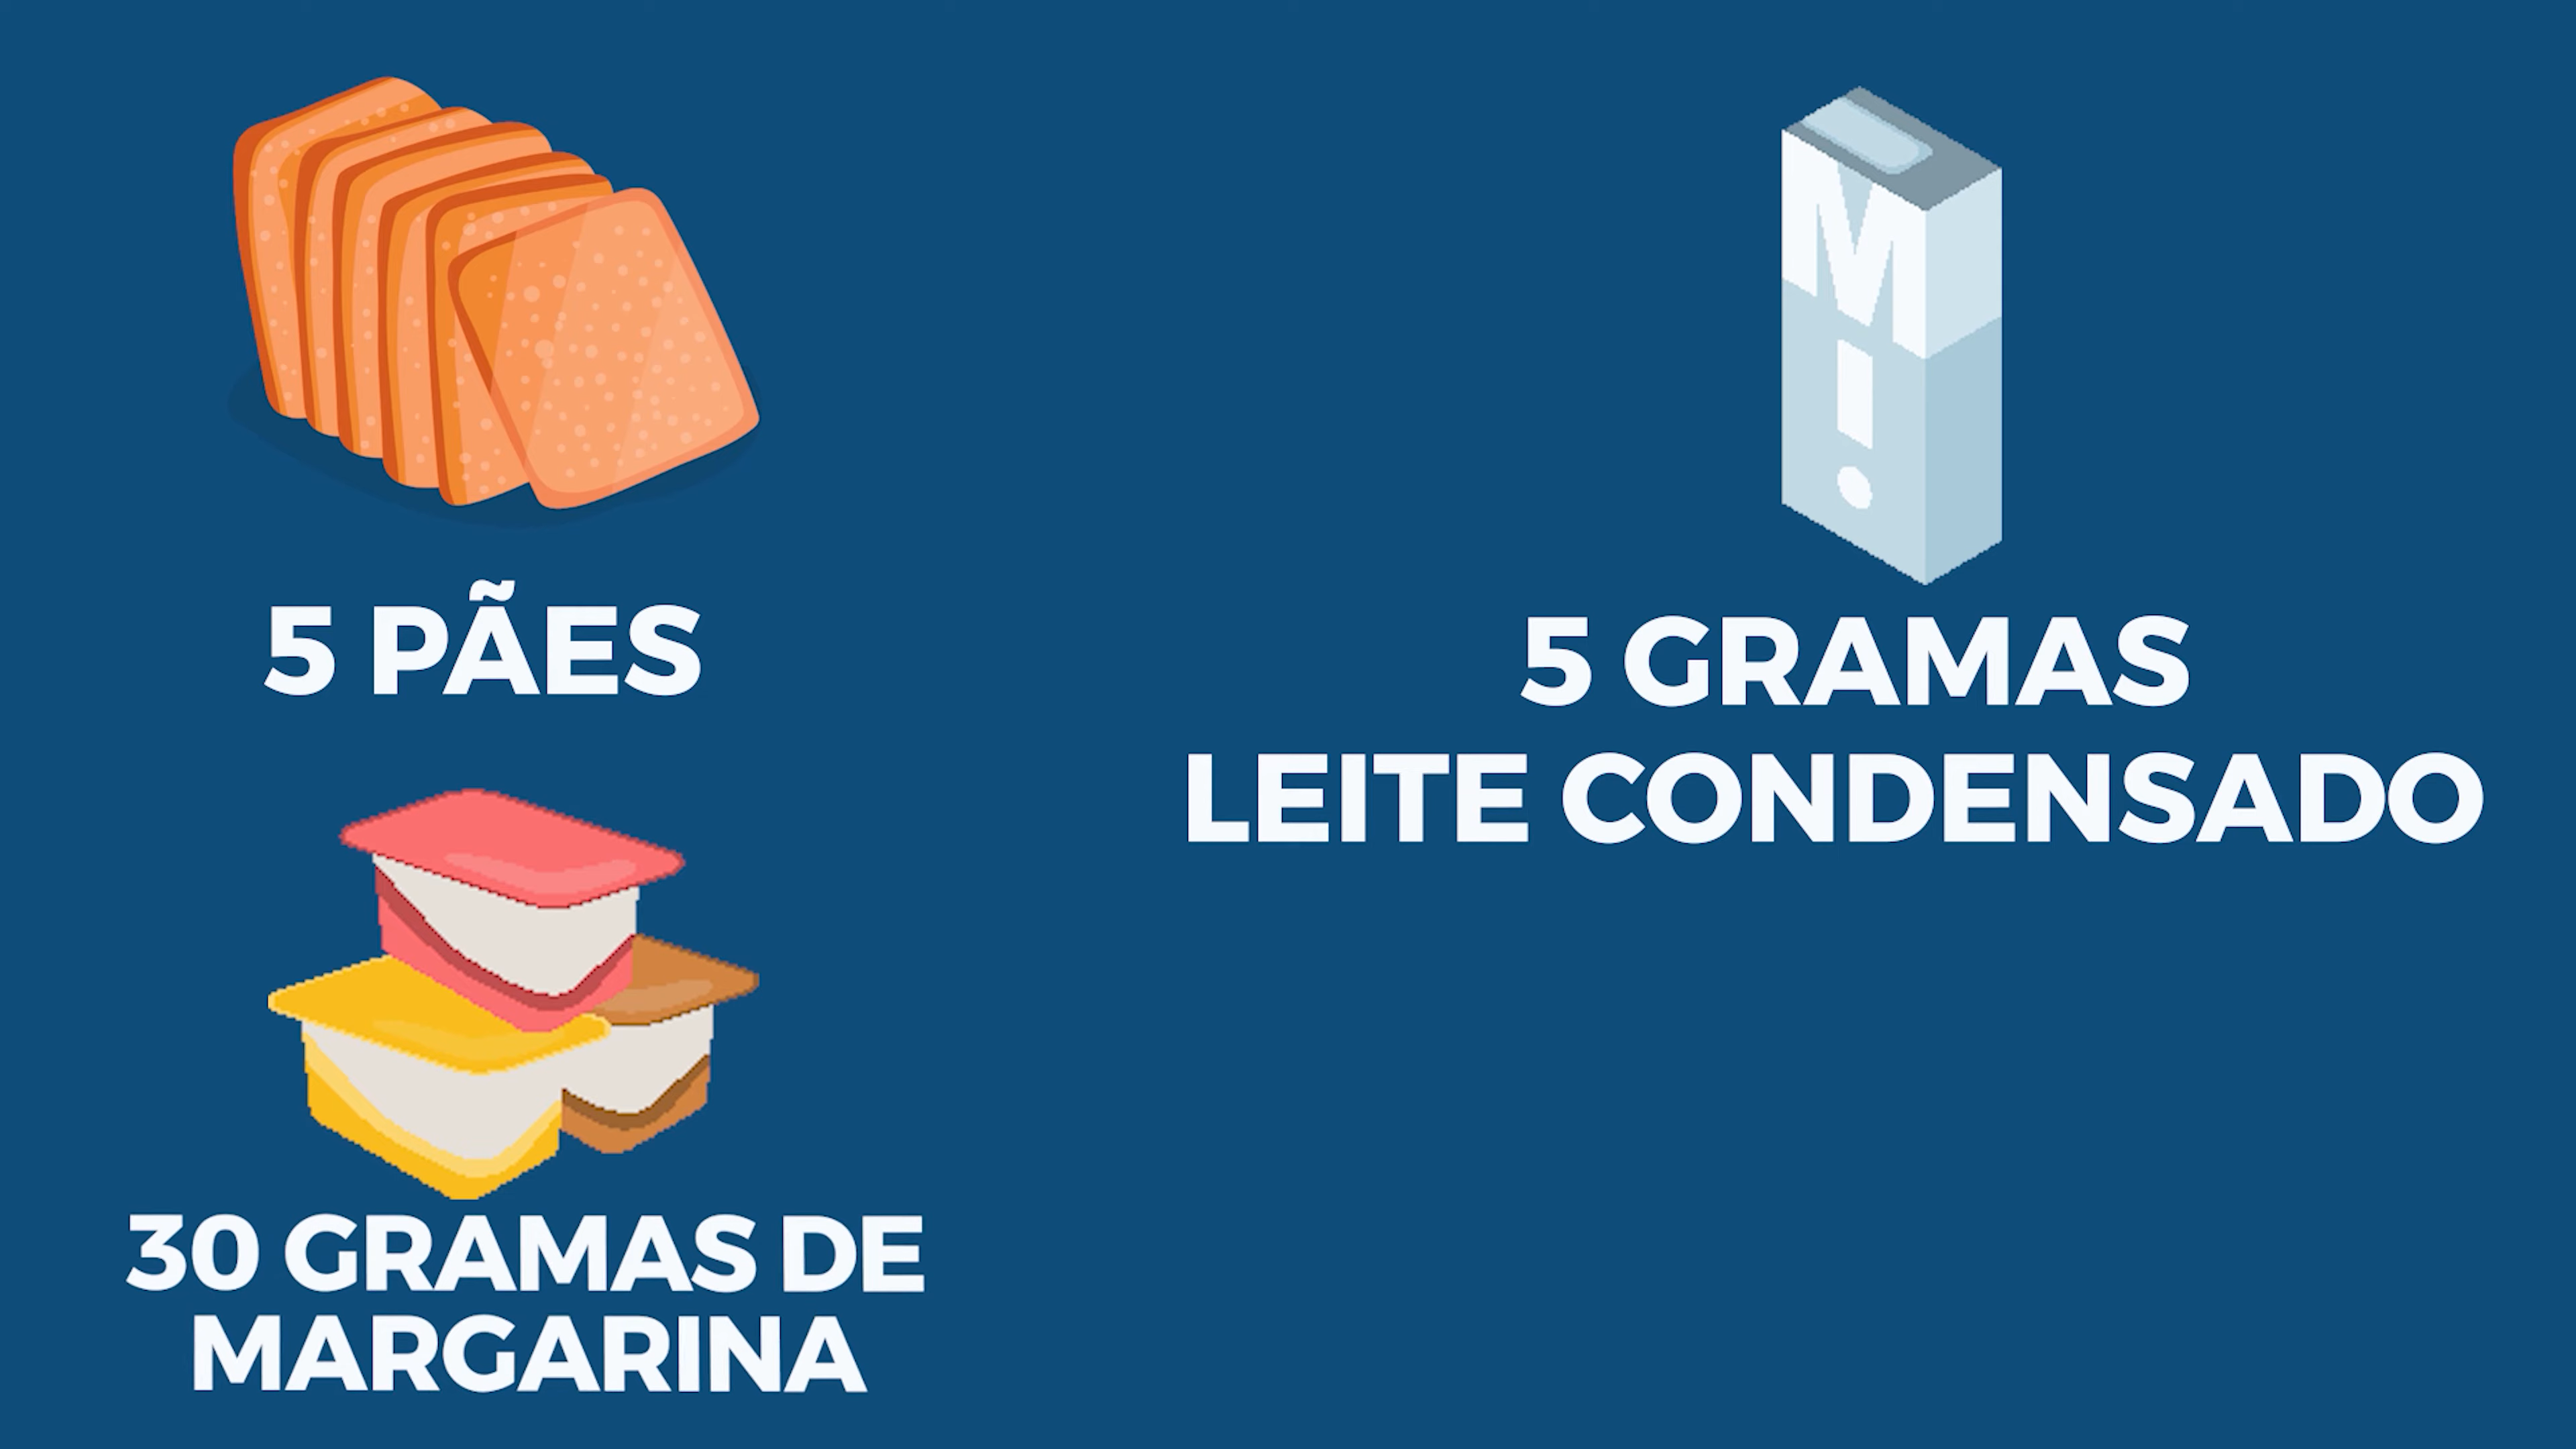 5 PÃES
30 GRAMAS DE
MARGARINA
M!
5 GRAMAS
LEITE CONDENSADO